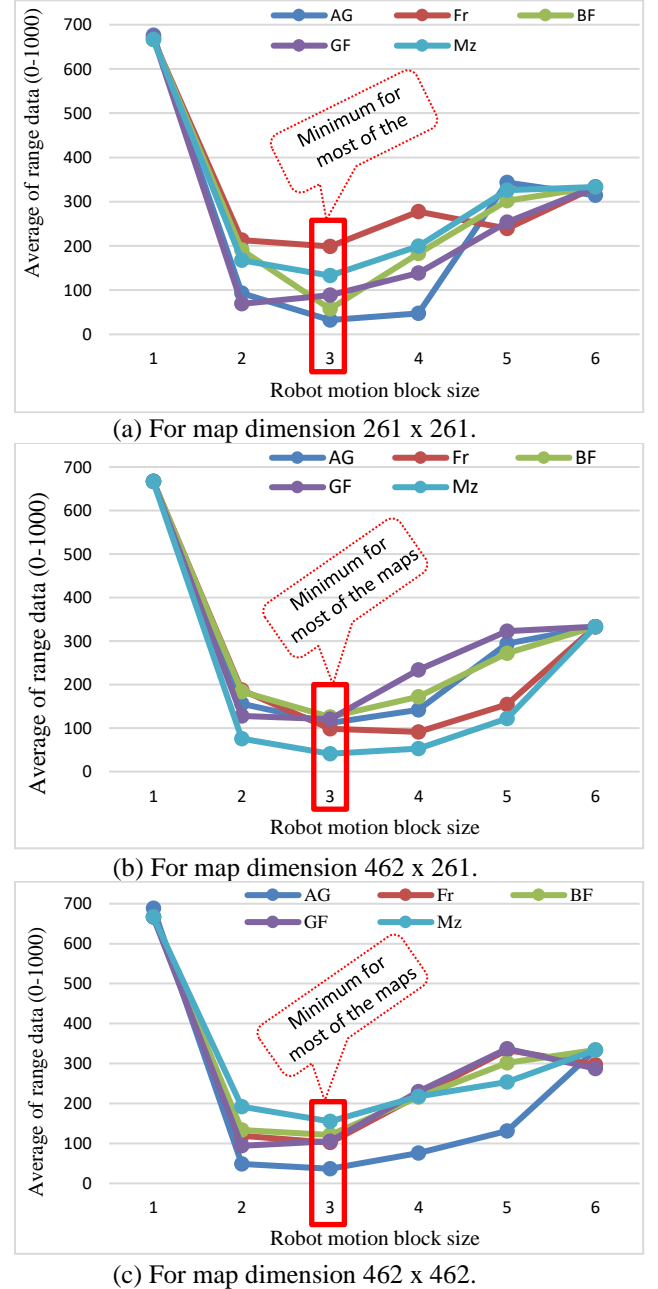 AG Fr BF
GF Mz
Average of range data (0-1000)
700
600
500
400
300
200
100
0
Minimum for
most of the
1 2 3 4 5 6
Robot motion block size
(a) For map dimension 261 x 261.
AG Fr BF
GF Mz
Average of range data (0-1000)
700
600
500
400
300
200
100
0
Minimum for
most of the maps
1 2 3 4 5 6
Robot motion block size
(b) For map dimension 462 x 261.
AG Fr BF
GF Mz
Average of range data (0-1000)
700
600
500
400
300
200
100
0
Minimum for
most of the maps
1 2 3 4 5 6
Robot motion block size
(c) For map dimension 462 x 462.